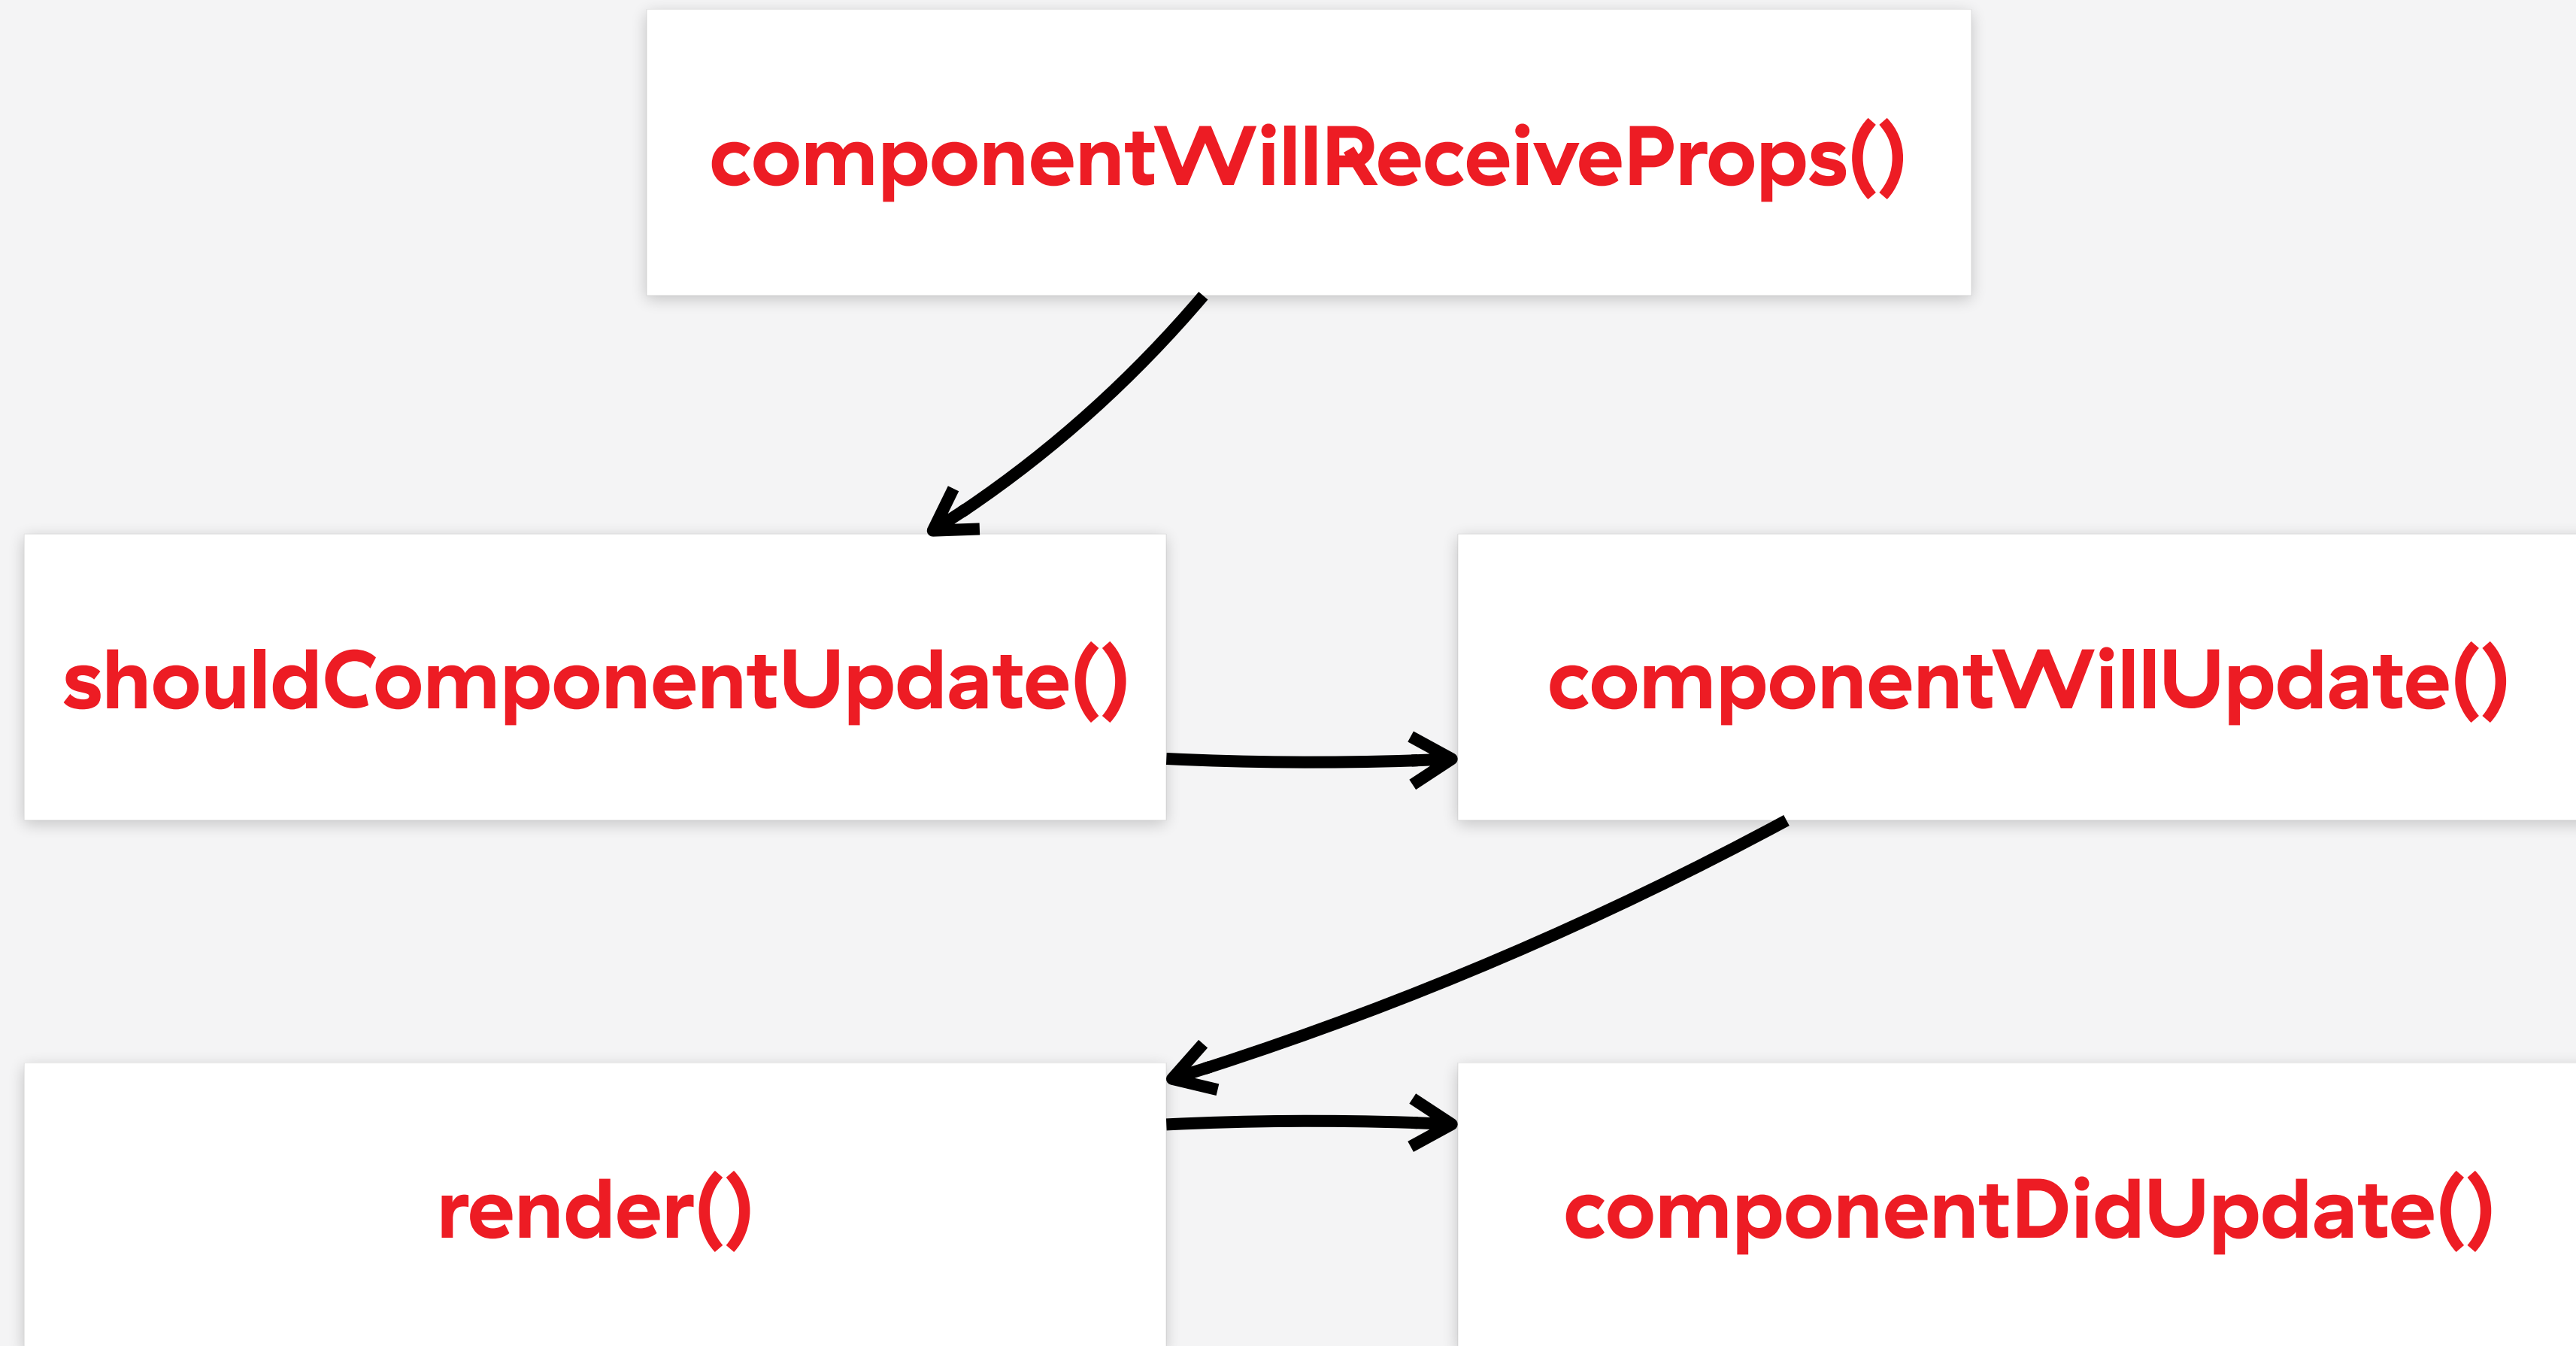 componentWillReceiveProps()
shouldComponentUpdate()
componentWillUpdate()
render()
componentDidUpdate()